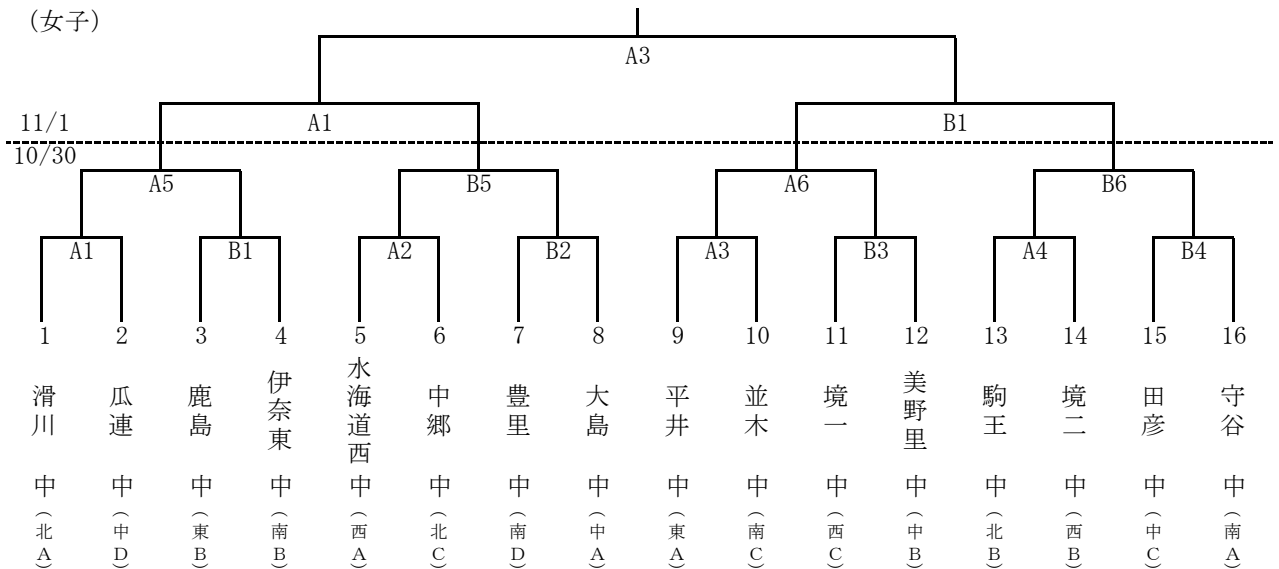 (女子)
A3
11/1
A1
B1
10/30
A5
B5
A6
B6
A1
B1
A2
B2
A3
B3
A4
B4
1 2 3 4 5 6 7 8 9 10 11 12 13 14 15 16
滑川中(北A)
瓜連中(中D)
鹿島中(東B)
伊奈東中(南B)
水海道西中(西A)
中郷中(北C)
豊里中(南D)
大島中(中A)
平井中(東A)
並木中(南C)
境一中(西C)
美野里中(中B)
駒王中(北B)
境二中(西B)
田彦中(中C)
守谷中(南A)